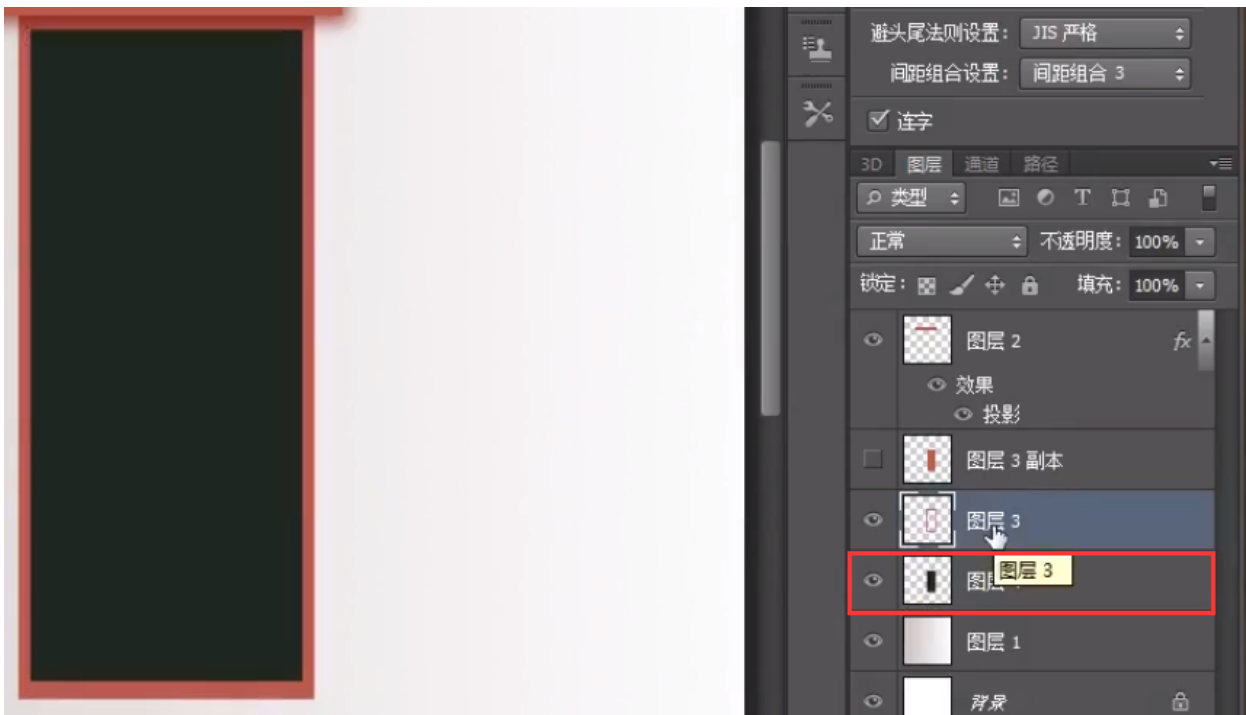 避头尾法则设置: JIS 严格
间距组合设置: 间距组合 3
连字
3D 图层 通道 路径
类型 T
正常 不透明度: 100%
锁定: 填充: 100%
图层 2 fx
效果
投影
图层 3 副本
图层 3
图层 3
图层 1
背景